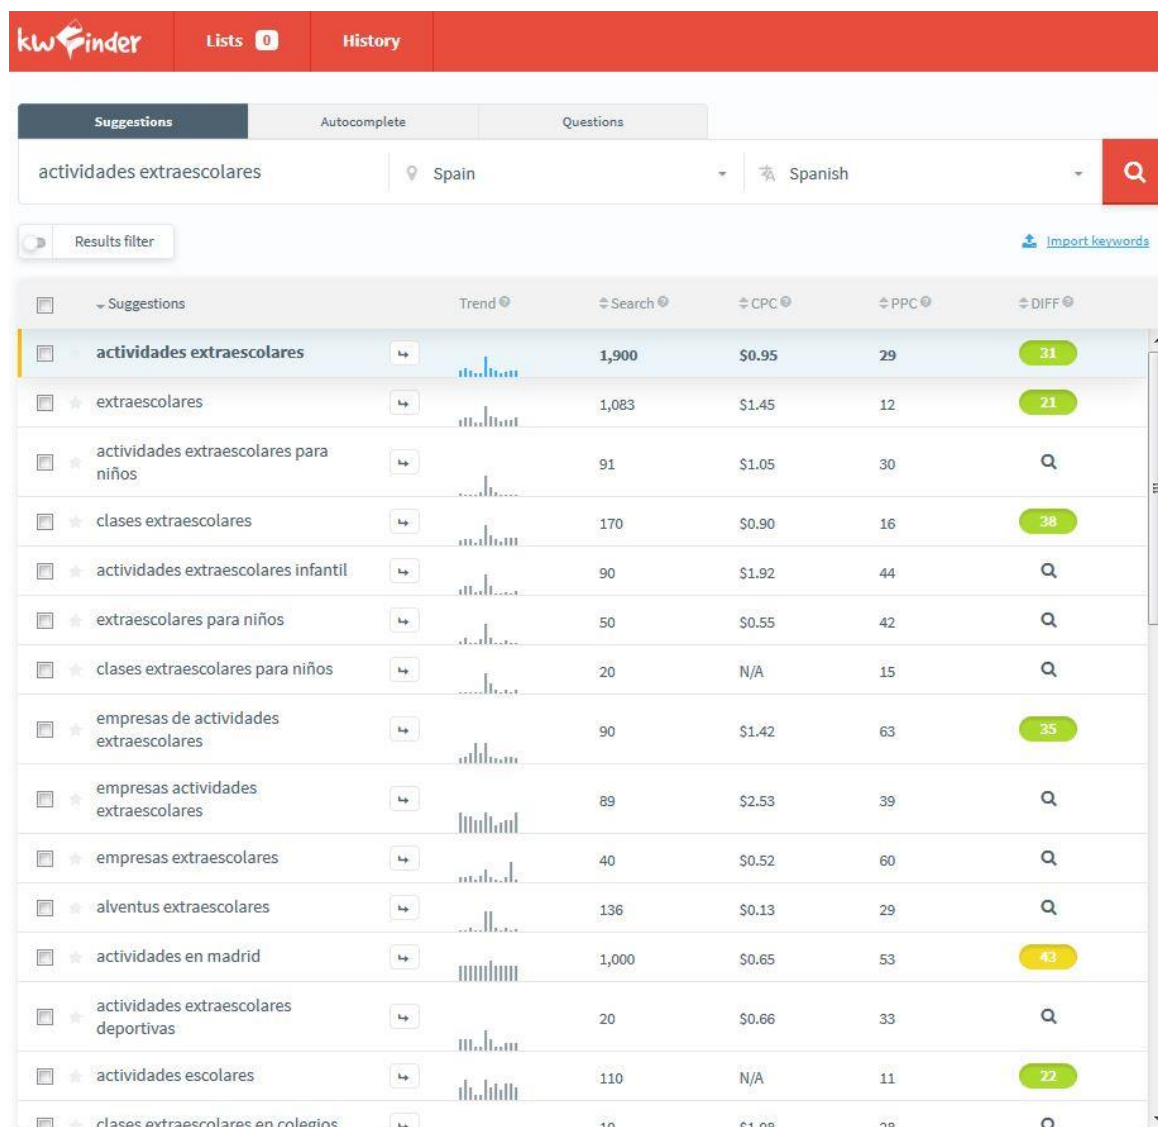 kwfinder Lists 0 History
Suggestions Autocomplete Questions
actividades extraescolares Spain Spanish
Results filter Import keywords
Suggestions Trend Search CPC PPC DIFF
actividades extraescolares 1,900 $0.95 29 31
extraescolares 1,083 $1.45 12 21
actividades extraescolares para
niños 91 $1.05 30
clases extraescolares 170 $0.90 16 38
actividades extraescolares infantil 90 $1.92 44
extraescolares para niños 50 $0.55 42
clases extraescolares para niños 20 N/A 15
empresas de actividades
extraescolares 90 $1.42 63 35
empresas actividades
extraescolares 89 $2.53 39
empresas extraescolares 40 $0.52 60
alventus extraescolares 136 $0.13 29
actividades en madrid 1,000 $0.65 53 43
actividades extraescolares
deportivas 20 $0.66 33
actividades escolares 110 N/A 11 22
clases extraescolares en colegios